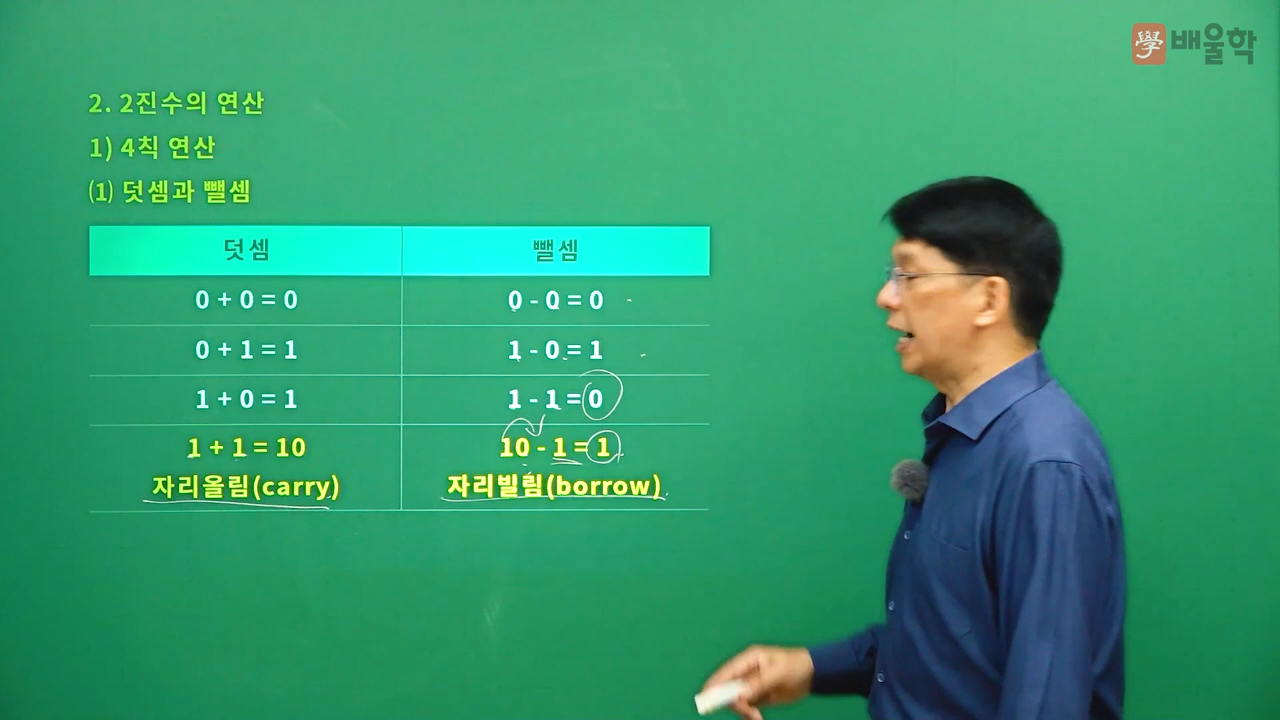 學 배울학
2. 2진수의 연산
1) 4칙 연산
⑴ 덧셈과 뺄셈
덧셈 뺄셈
0 + 0 = 0 0 - 0 = 0
0 + 1 = 1 1 - 0 = 1
1 + 0 = 1 1 - 1 = 0
1 + 1 = 10 10 - 1 = 1
자리올림(carry) 자리빌림(borrow)